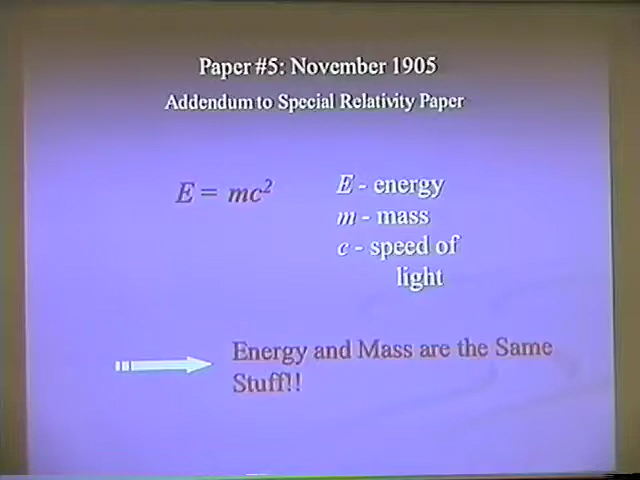 Paper #5: November 1905
Addendum to Special Relativity Paper
E = mc²
E - energy
m - mass
c - speed of
light
Energy and Mass are the Same
Stuff!!